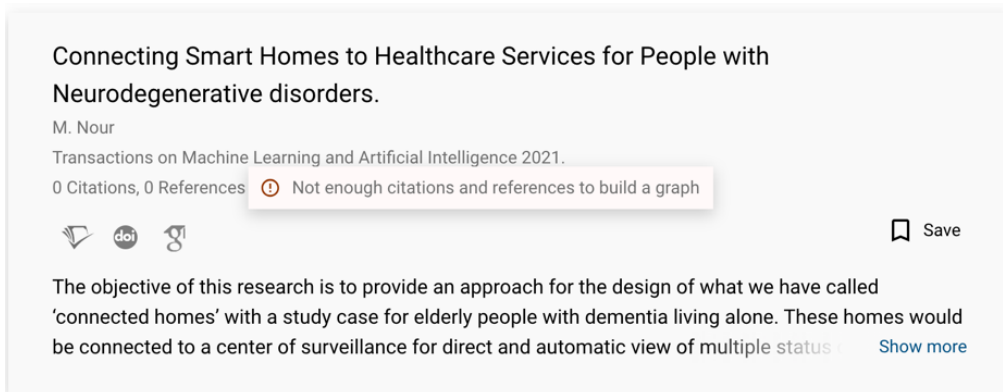 Connecting Smart Homes to Healthcare Services for People with
Neurodegenerative disorders.
M. Nour
Transactions on Machine Learning and Artificial Intelligence 2021.
0 Citations, 0 References Not enough citations and references to build a graph
doi
Save
The objective of this research is to provide an approach for the design of what we have called
‘connected homes’ with a study case for elderly people with dementia living alone. These homes would
be connected to a center of surveillance for direct and automatic view of multiple status Show more